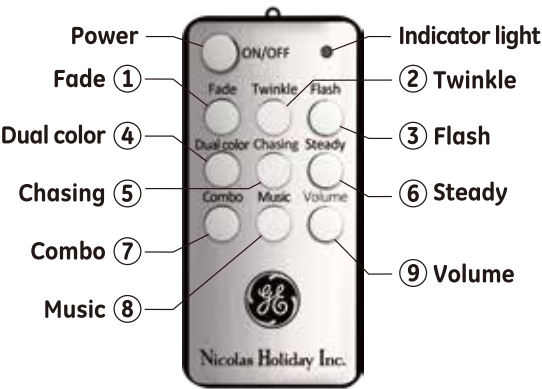 Power
ON/OFF
Indicator light
Fade ①
② Twinkle
Fade Twinkle Flash
③ Flash
Dual color ④
Dual color Chasing Steady
Chasing ⑤
⑥ Steady
Combo Music Volume
Combo ⑦
⑨ Volume
Music ⑧
GE
Nicolas Holiday Inc.